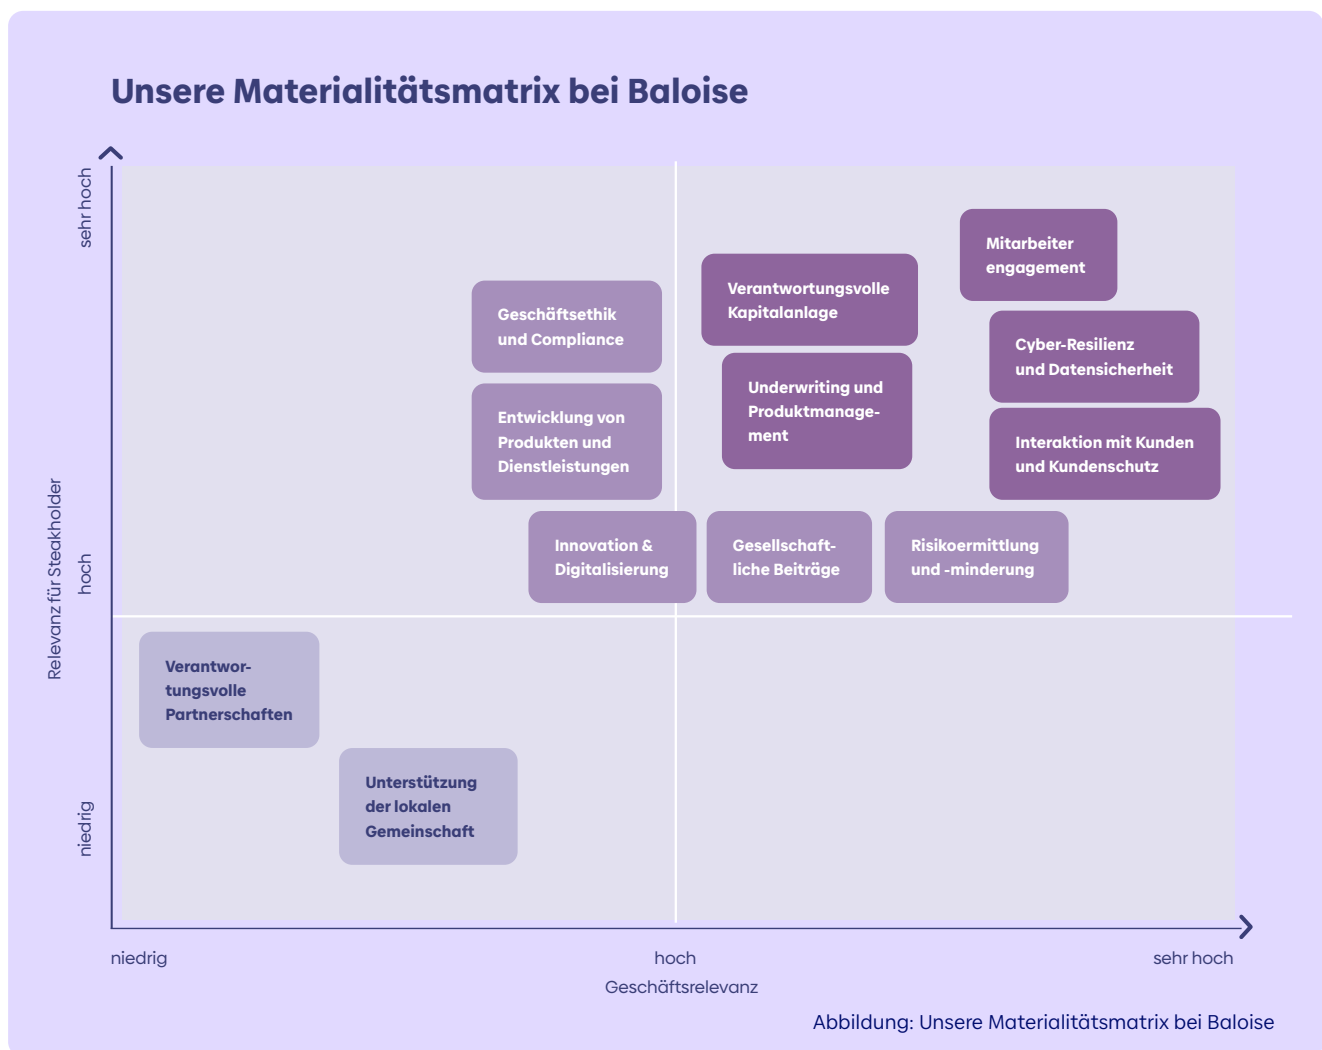 Unsere Materialitätsmatrix bei Baloise
sehr hoch
hoch
niedrig
Relevanz für Steakholder
Mitarbeiter
engagement
Verantwortungsvolle
Kapitalanlage
Geschäftsethik
und Compliance
Cyber-Resilienz
und Datensicherheit
Underwriting und
Produktmanage-
ment
Entwicklung von
Produkten und
Dienstleistungen
Interaktion mit Kunden
und Kundenschutz
Innovation &
Digitalisierung
Gesellschaft-
liche Beiträge
Risikoermittlung
und -minderung
Verantwor-
tungsvolle
Partnerschaften
Unterstützung
der lokalen
Gemeinschaft
niedrig
hoch
sehr hoch
Geschäftsrelevanz
Abbildung: Unsere Materialitätsmatrix bei Baloise